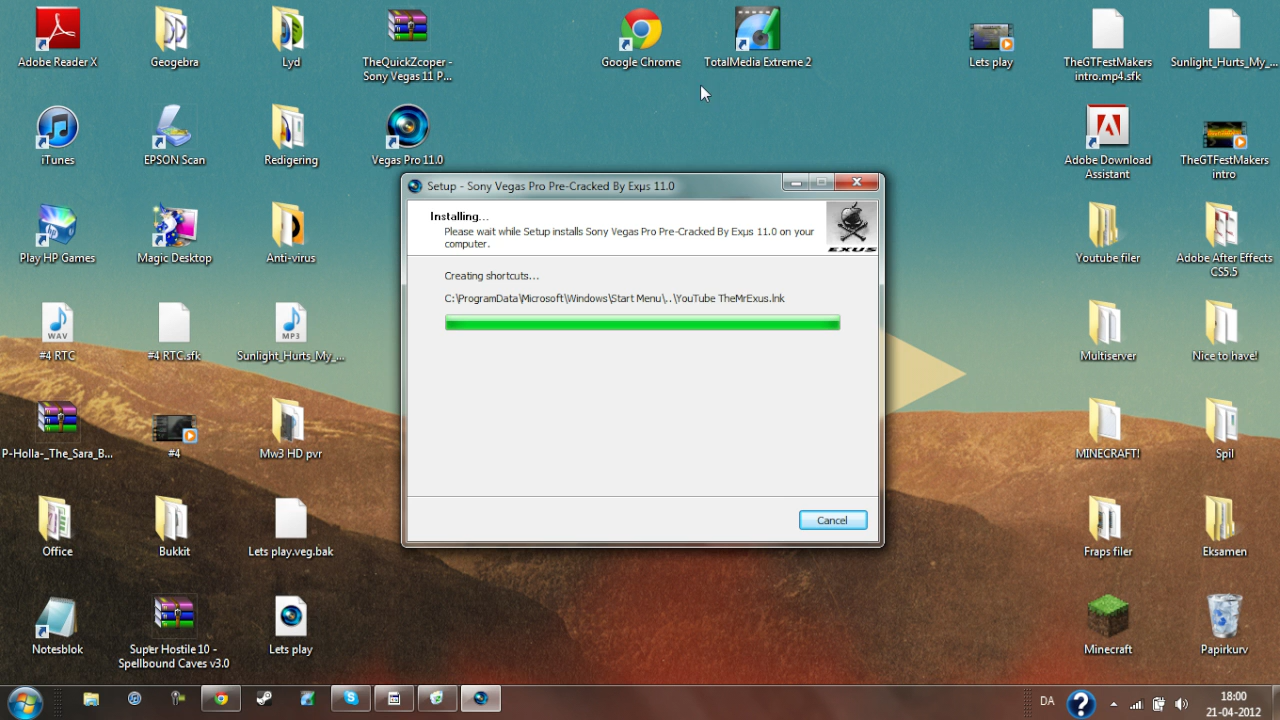 Adobe Reader X
Geogebra
Lyd
TheQuickZcoper -
Sony Vegas 11 P...
Google Chrome
TotalMedia Extreme 2
Lets play
TheGTFestMakers
intro.mp4.sfk
Sunlight_Hurts_My_...
iTunes
EPSON Scan
Redigering
Vegas Pro 11.0
Adobe Download
Assistant
TheGTFestMakers
intro
Setup - Sony Vegas Pro Pre-Cracked By Exμs 11.0
Installing...
Please wait while Setup installs Sony Vegas Pro Pre-Cracked By Exμs 11.0 on your
computer.
EXUS
Creating shortcuts...
C:\ProgramData\Microsoft\Windows\Start Menu\..\YouTube TheMrExus.lnk
Cancel
Play HP Games
Magic Desktop
Anti-virus
Youtube filer
Adobe After Effects
CS5.5
WAV
#4 RTC
#4 RTC.sfk
MP3
Sunlight_Hurts_My_...
Multiserver
Nice to have!
P-Holla-_The_Sara_B...
#4
Mw3 HD pvr
MINECRAFT!
Spil
Office
Bukkit
Lets play.veg.bak
Fraps filer
Eksamen
Notesblok
Super Hostile 10 -
Spellbound Caves v3.0
Lets play
Minecraft
Papirkurv
DA
18:00
21-04-2012